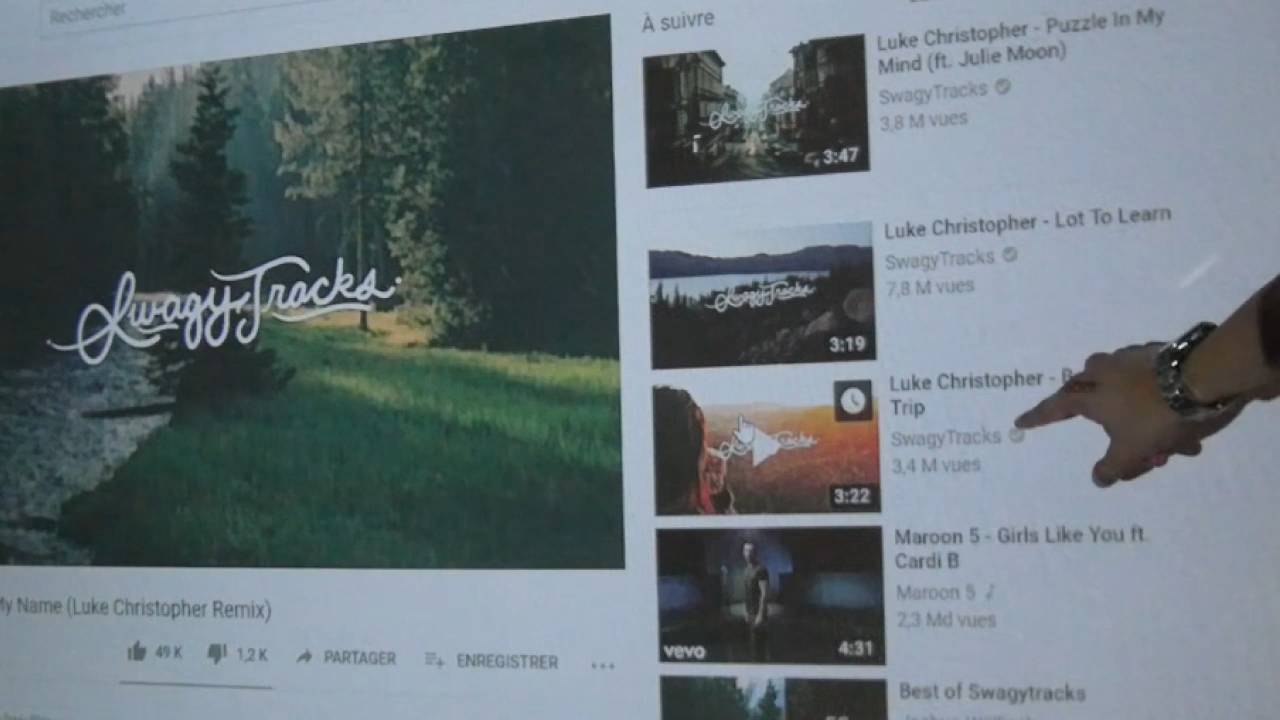 Rechercher
SwagyTracks.
My Name (Luke Christopher Remix)
49 K
1,2 K
PARTAGER
ENREGISTRER
À suivre
SwagyTracks
3:47
Luke Christopher - Puzzle In My
Mind (ft. Julie Moon)
SwagyTracks
3,8 M vues
SwagyTracks
3:19
Luke Christopher - Lot To Learn
SwagyTracks
7,8 M vues
3:22
Luke Christopher -
Trip
SwagyTracks
3,4 M vues
vevo
4:31
Maroon 5 - Girls Like You ft.
Cardi B
Maroon 5
2,3 Md vues
Best of Swagytracks